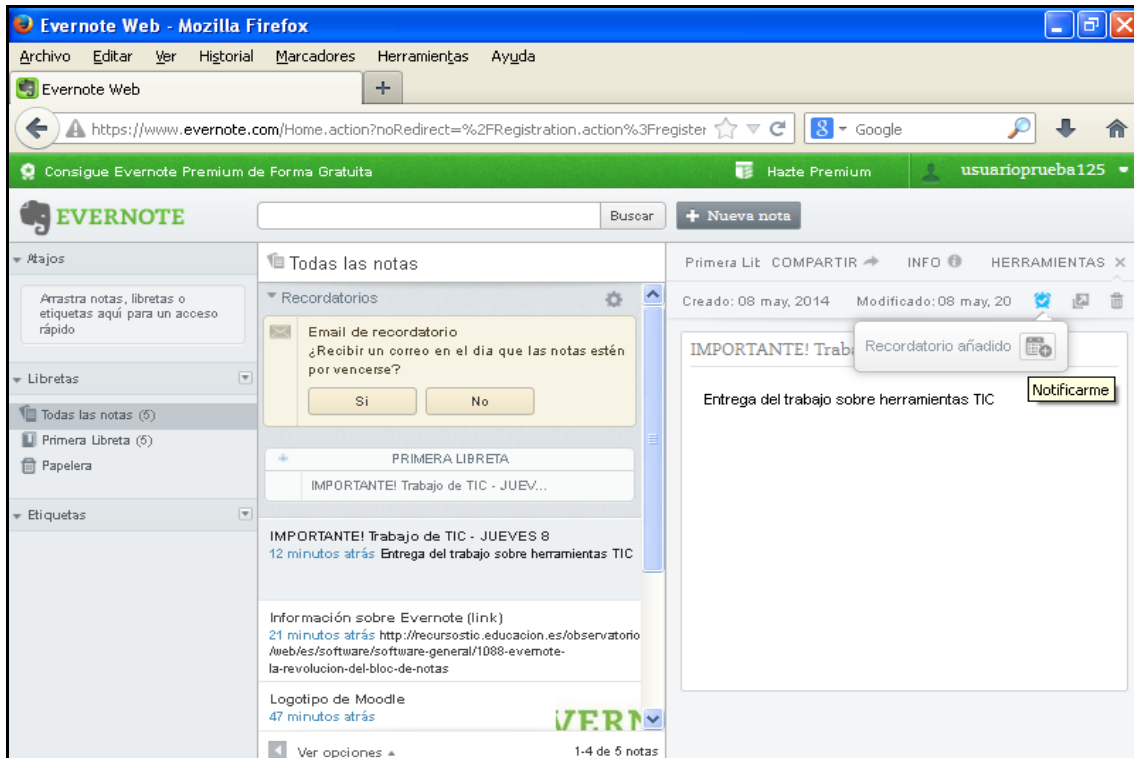 Evernote Web - Mozilla Firefox
Archivo Editar Ver Historial Marcadores Herramientas Ayuda
Evernote Web
https://www.evernote.com/Home.action?noRedirect=%2FRegistration.action%3Fregister
Google
Consigue Evernote Premium de Forma Gratuita
Hazte Premium
usuarioprueba125
EVERNOTE
Buscar
+ Nueva nota
Atajos
Arrastra notas, libretas o
etiquetas aquí para un acceso
rápido
Libretas
Todas las notas (5)
Primera Libreta (5)
Papelera
Etiquetas
Todas las notas
Recordatorios
Email de recordatorio
¿Recibir un correo en el dia que las notas estén
por vencerse?
Si No
PRIMERA LIBRETA
IMPORTANTE! Trabajo de TIC - JUEV...
IMPORTANTE! Trabajo de TIC - JUEVES 8
12 minutos atrás Entrega del trabajo sobre herramientas TIC
Información sobre Evernote (link)
21 minutos atrás http://recursostic.educacion.es/observatorio
/web/es/software/software-general/1088-evernote-
la-revolucion-del-bloc-de-notas
Logotipo de Moodle
47 minutos atrás
VERN
Ver opciones
1-4 de 5 notas
Primera Lib COMPARTIR INFO HERRAMIENTAS
Creado: 08 may, 2014 Modificado: 08 may, 20
Recordatorio añadido
IMPORTANTE! Trab
Notificarme
Entrega del trabajo sobre herramientas TIC